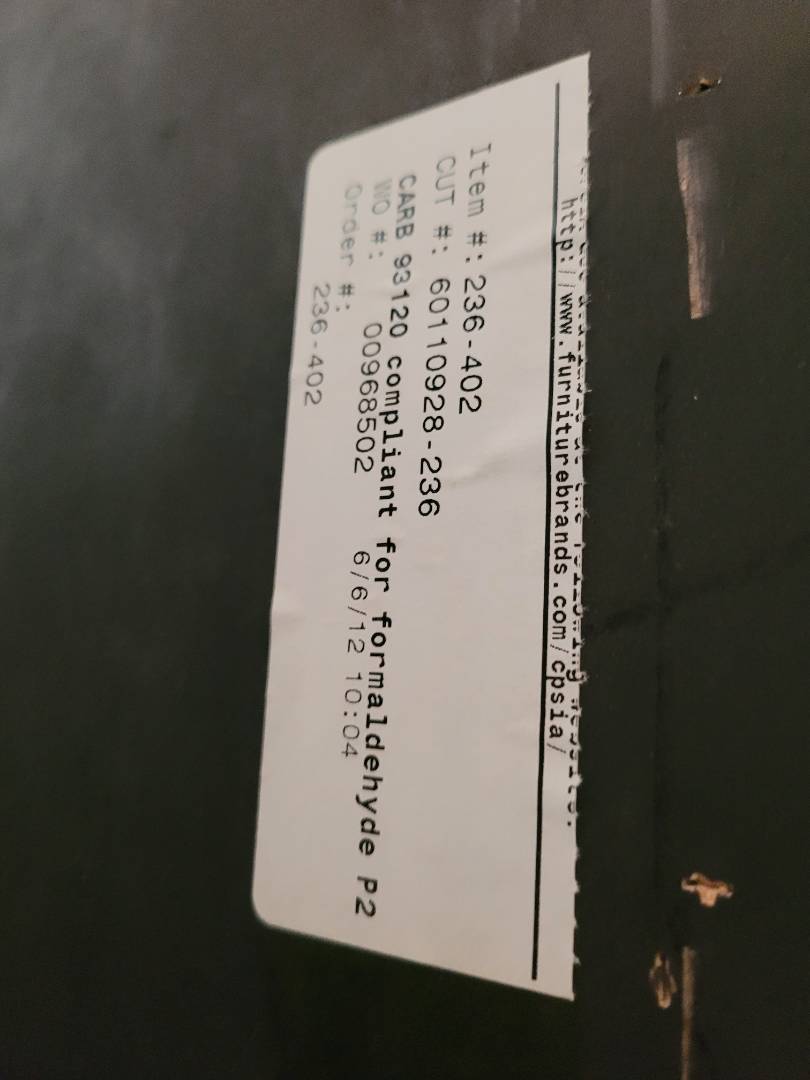 http://www.furniturebrands.com/cpsia/
Item #: 236-402
CUT #: 60110928-236
CARB 93120 compliant for formaldehyde P2
WO #: 00968502 6/6/12 10:04
Order #:
236-402